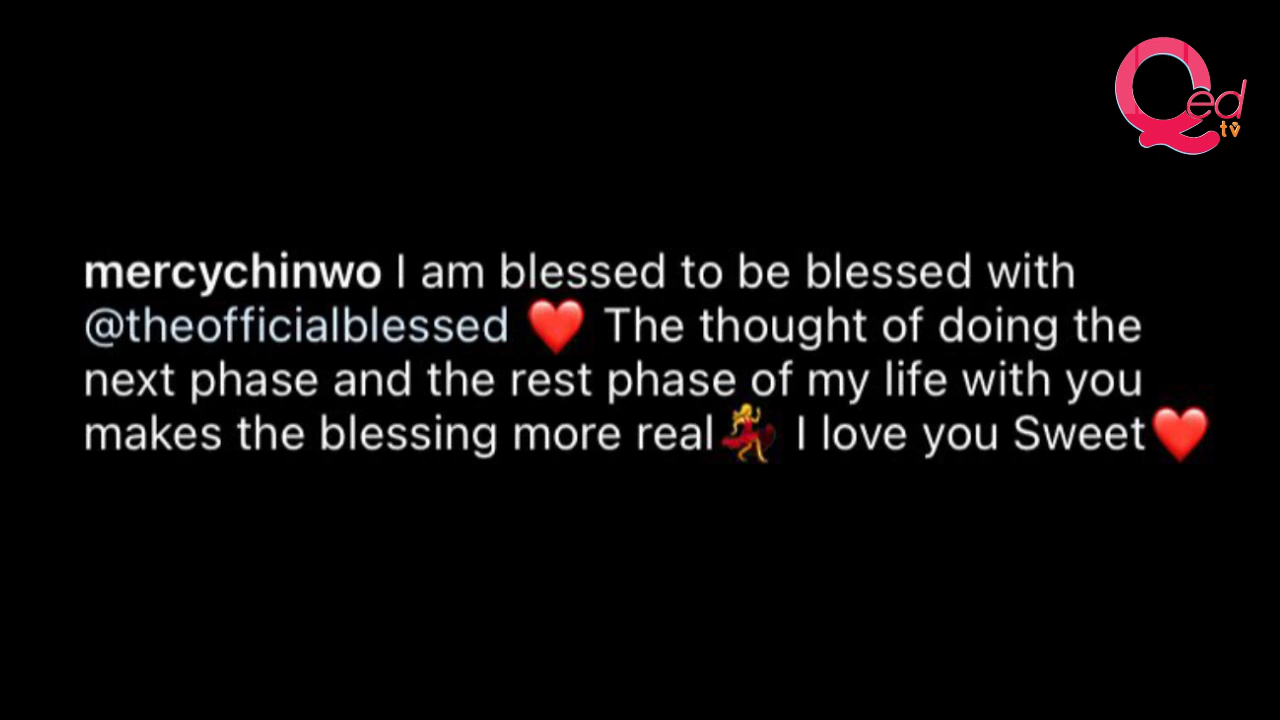 Qed
tv
mercychinwo I am blessed to be blessed with
@theofficialblessed ❤️ The thought of doing the
next phase and the rest phase of my life with you
makes the blessing more real💃 I love you Sweet❤️